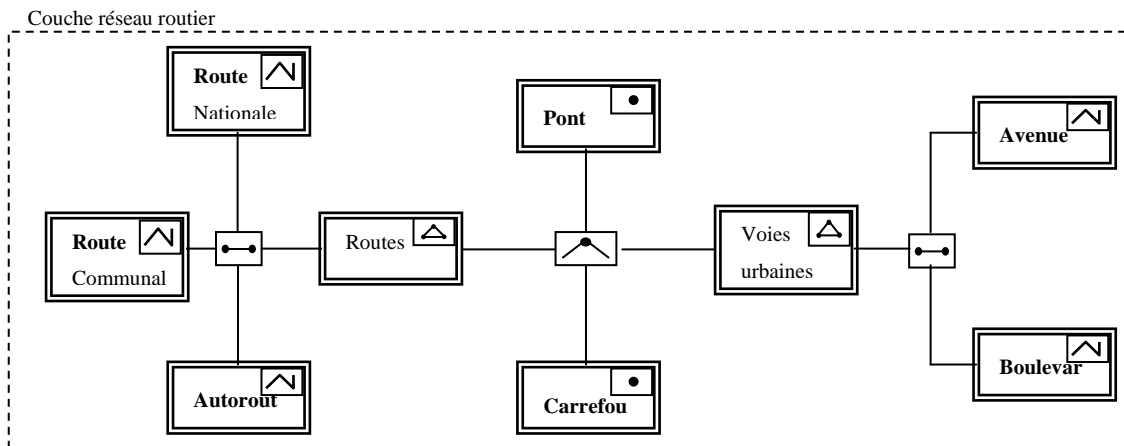 Couche réseau routier
Route
Nationale
Pont
Avenue
Route
Communal
Routes
Voies
urbaines
Autorout
Carrefou
Boulevar